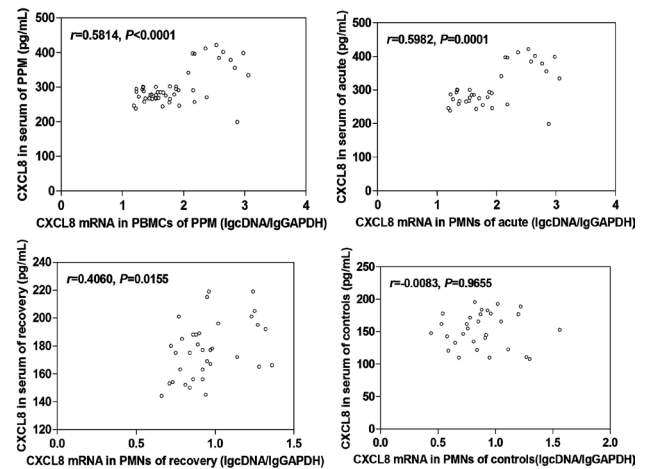 r=0.5814, P<0.0001
CXCL8 in serum of PPM (pg/mL)
500
400
300
200
100
0
0 1 2 3 4
CXCL8 mRNA in PBMCs of PPM (lgcDNA/lgGAPDH)
r=0.5982, P=0.0001
CXCL8 in serum of acute (pg/mL)
500
400
300
200
100
0
0 1 2 3 4
CXCL8 mRNA in PMNs of acute (lgcDNA/lgGAPDH)
r=0.4060, P=0.0155
CXCL8 in serum of recovery (pg/mL)
240
220
200
180
160
140
120
0.0 0.5 1.0 1.5
CXCL8 mRNA in PMNs of recovery (lgcDNA/lgGAPDH)
r=-0.0083, P=0.9655
CXCL8 in serum of controls (pg/mL)
250
200
150
100
50
0
0.0 0.5 1.0 1.5 2.0
CXCL8 mRNA in PMNs of controls(lgcDNA/lgGAPDH)